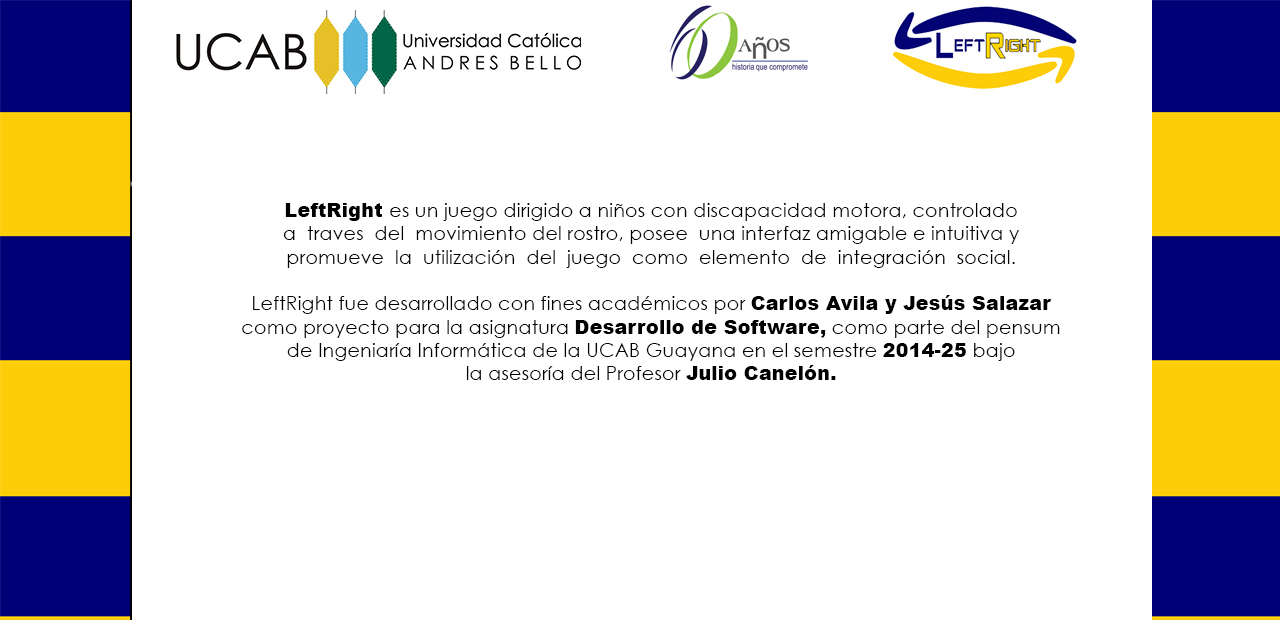 UCAB
Universidad Católica
ANDRES BELLO
60 AÑOS
historia que compromete
LEFTRIGHT
LeftRight es un juego dirigido a niños con discapacidad motora, controlado
a traves del movimiento del rostro, posee una interfaz amigable e intuitiva y
promueve la utilización del juego como elemento de integración social.
LeftRight fue desarrollado con fines académicos por Carlos Avila y Jesús Salazar
como proyecto para la asignatura Desarrollo de Software, como parte del pensum
de Ingeniaría Informática de la UCAB Guayana en el semestre 2014-25 bajo
la asesoría del Profesor Julio Canelón.